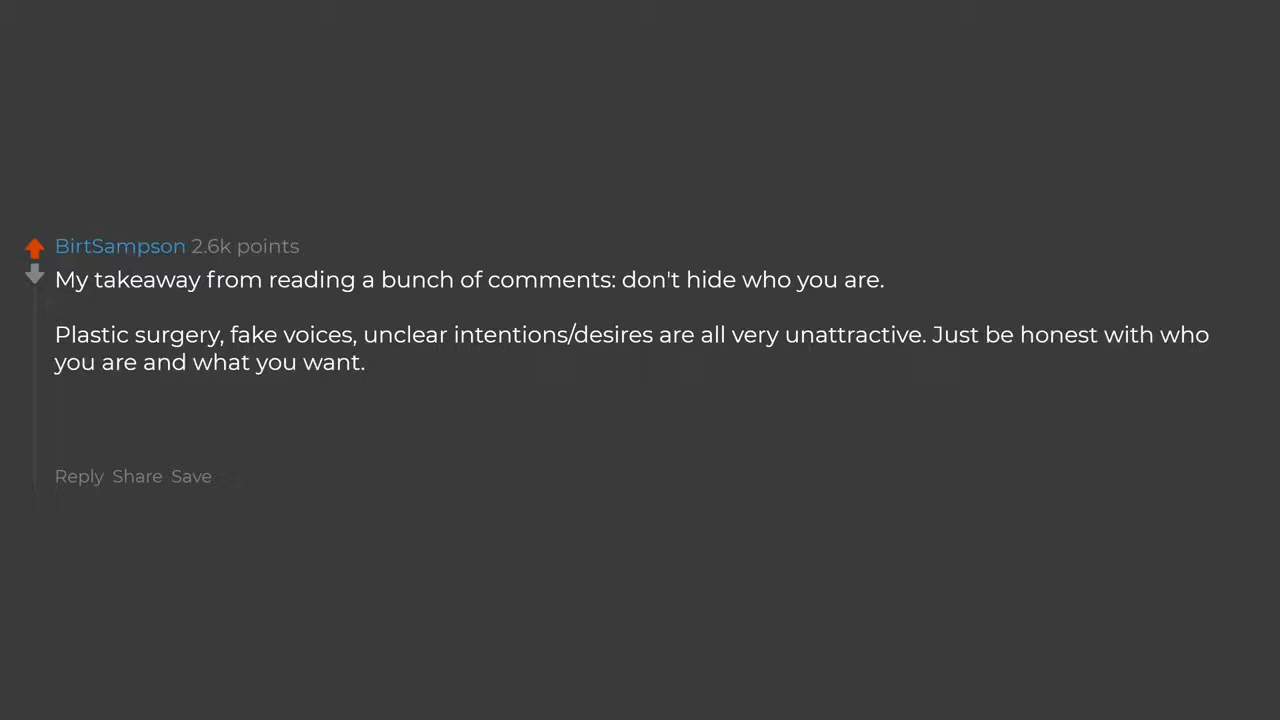 BirtSampson 2.6k points
My takeaway from reading a bunch of comments: don't hide who you are.
Plastic surgery, fake voices, unclear intentions/desires are all very unattractive. Just be honest with who
you are and what you want.
Reply Share Save